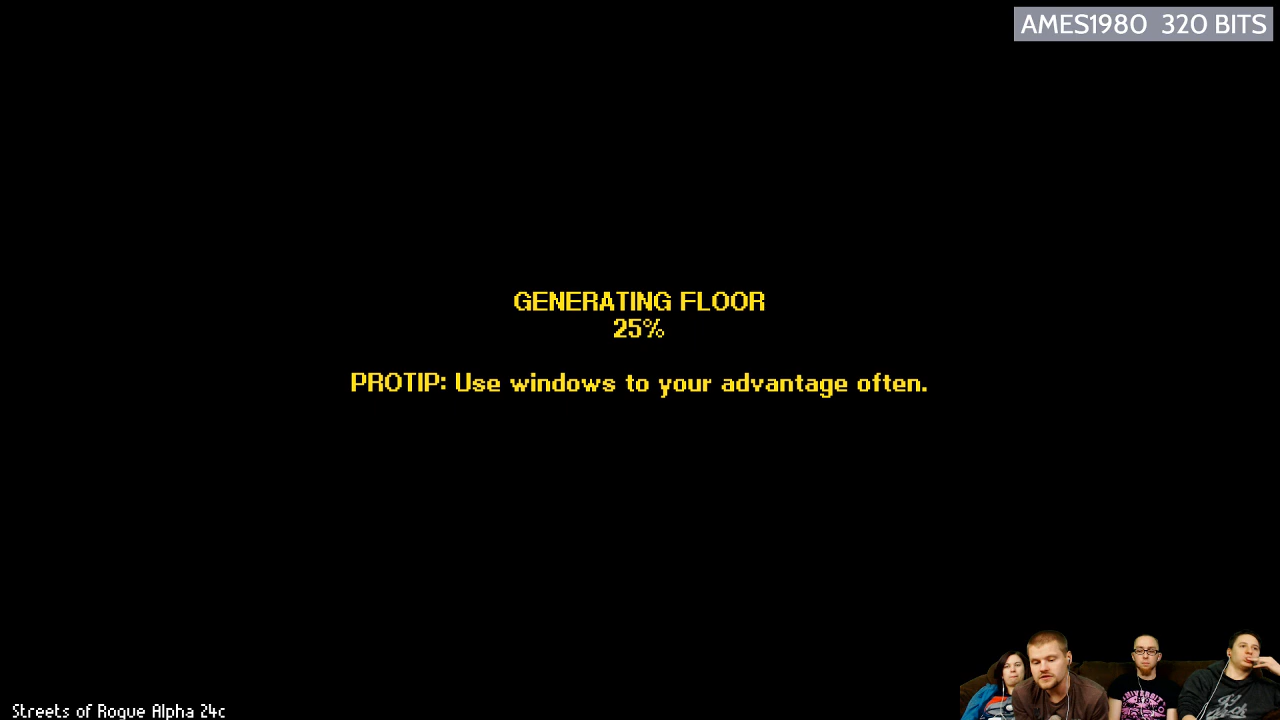 AMES1980 320 BITS
GENERATING FLOOR
25%
PROTIP: Use windows to your advantage often.
Streets of Rogue Alpha 24c